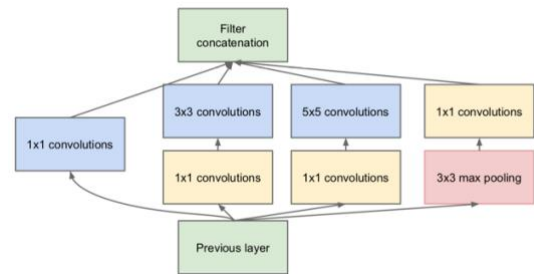 Filter
concatenation
3x3 convolutions
5x5 convolutions
1x1 convolutions
1x1 convolutions
1x1 convolutions
1x1 convolutions
3x3 max pooling
Previous layer